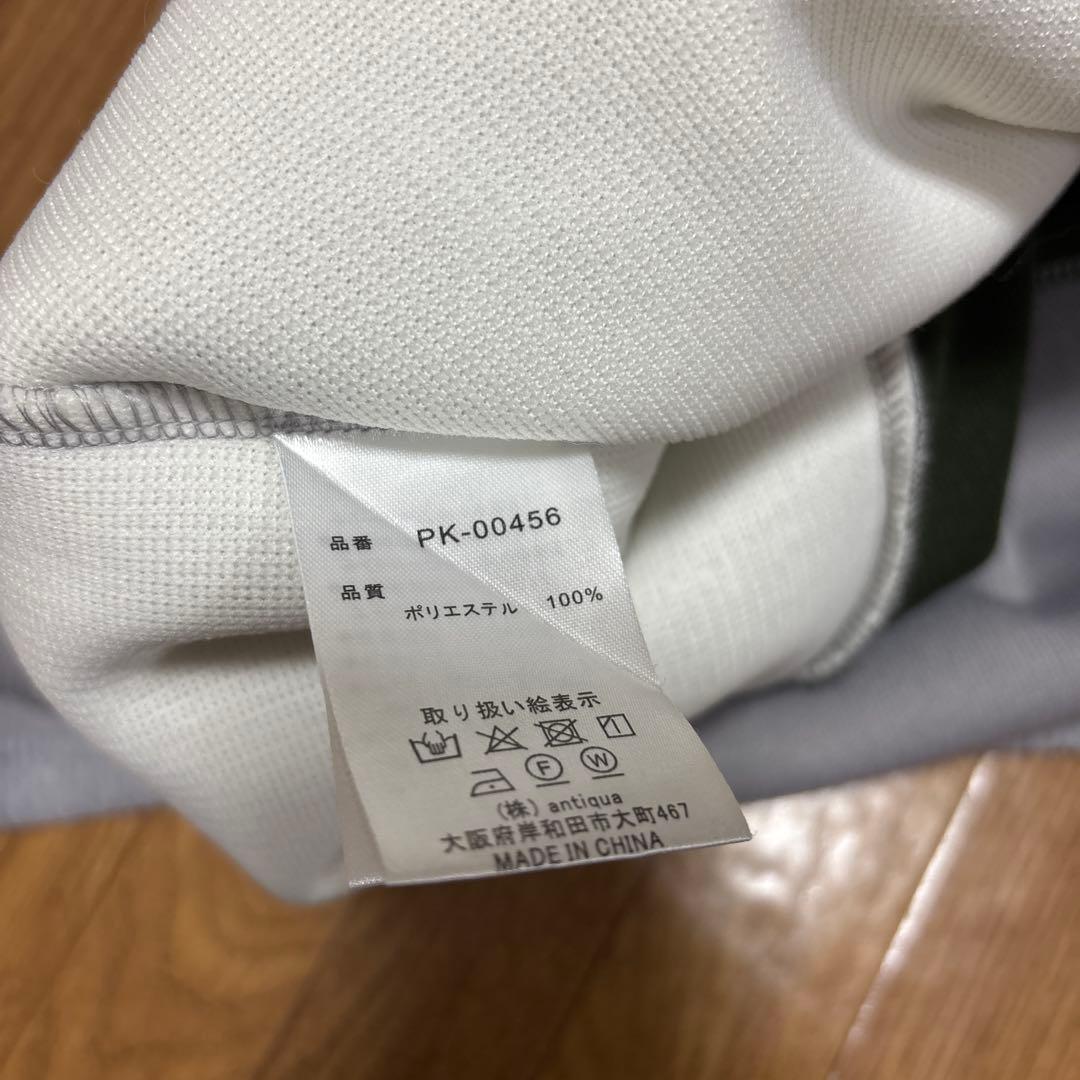 品番 PK-00456
品質 ポリエステル 100%
取り扱い絵表示
F W
(株) antiqua
大阪府岸和田市大町467
MADE IN CHINA